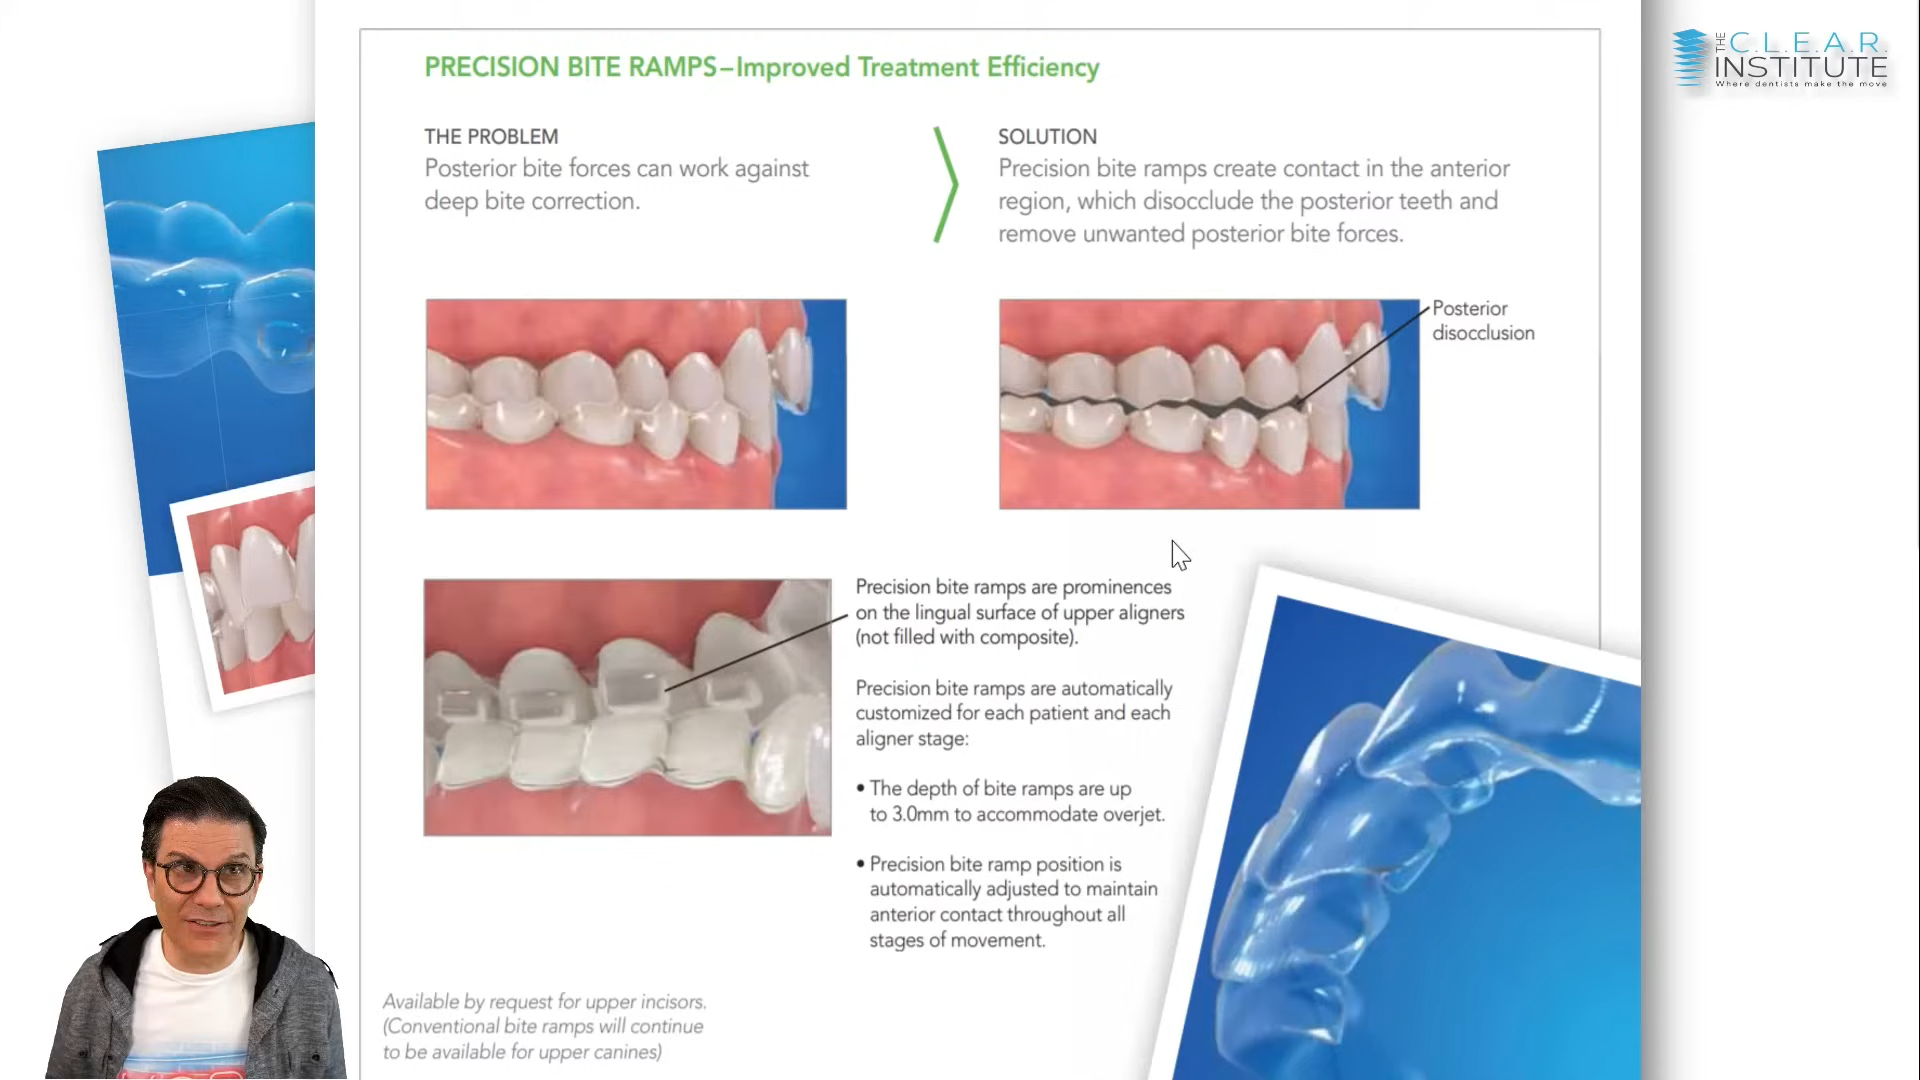 PRECISION BITE RAMPS–Improved Treatment Efficiency
THE PROBLEM
Posterior bite forces can work against
deep bite correction.
SOLUTION
Precision bite ramps create contact in the anterior
region, which disocclude the posterior teeth and
remove unwanted posterior bite forces.
Posterior
disocclusion
Precision bite ramps are prominences
on the lingual surface of upper aligners
(not filled with composite).
Precision bite ramps are automatically
customized for each patient and each
aligner stage:
• The depth of bite ramps are up
to 3.0mm to accommodate overjet.
• Precision bite ramp position is
automatically adjusted to maintain
anterior contact throughout all
stages of movement.
Available by request for upper incisors.
(Conventional bite ramps will continue
to be available for upper canines)
THE C.L.E.A.R.
INSTITUTE
Where dentists make the move